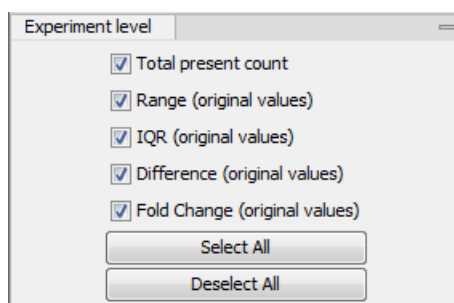 Experiment level
Total present count
Range (original values)
IQR (original values)
Difference (original values)
Fold Change (original values)
Select All
Deselect All